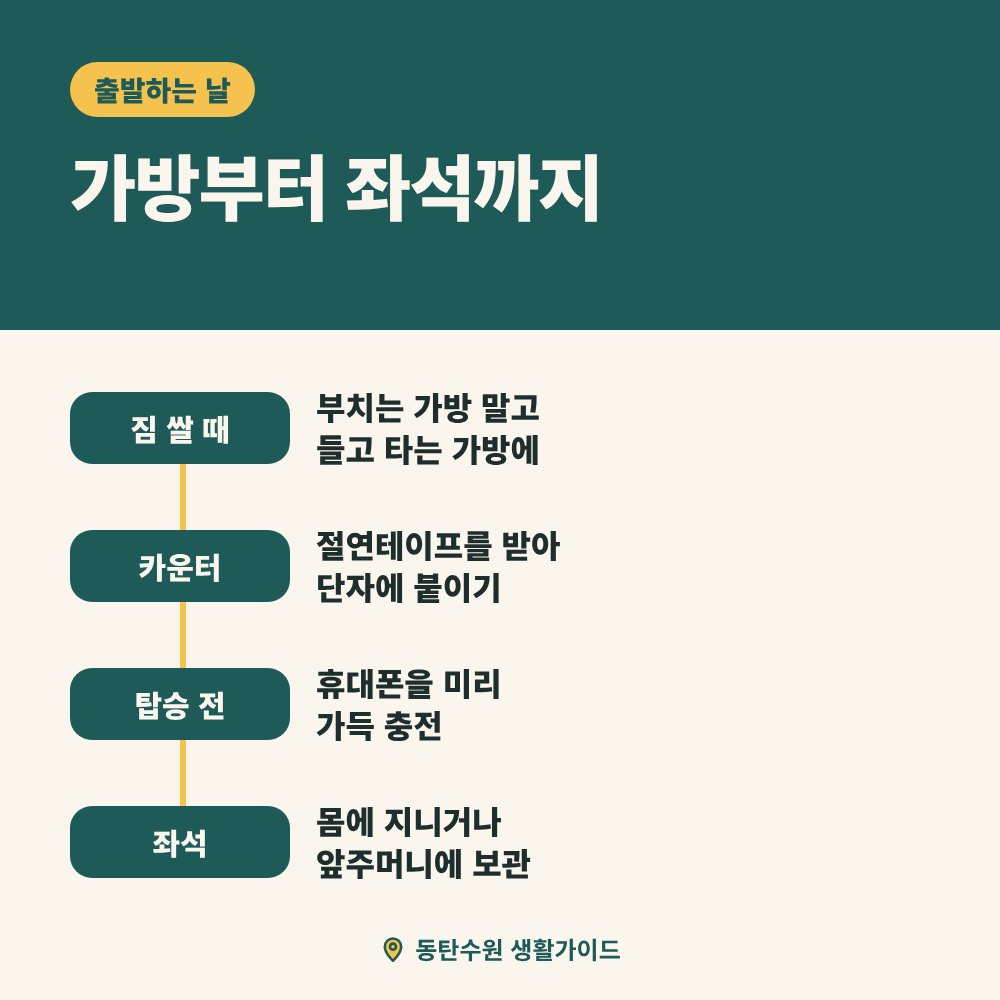 출발하는 날
가방부터 좌석까지
짐 쌀 때
부치는 가방 말고
들고 타는 가방에
카운터
절연테이프를 받아
단자에 붙이기
탑승 전
휴대폰을 미리
가득 충전
좌석
몸에 지니거나
앞주머니에 보관
동탄수원 생활가이드